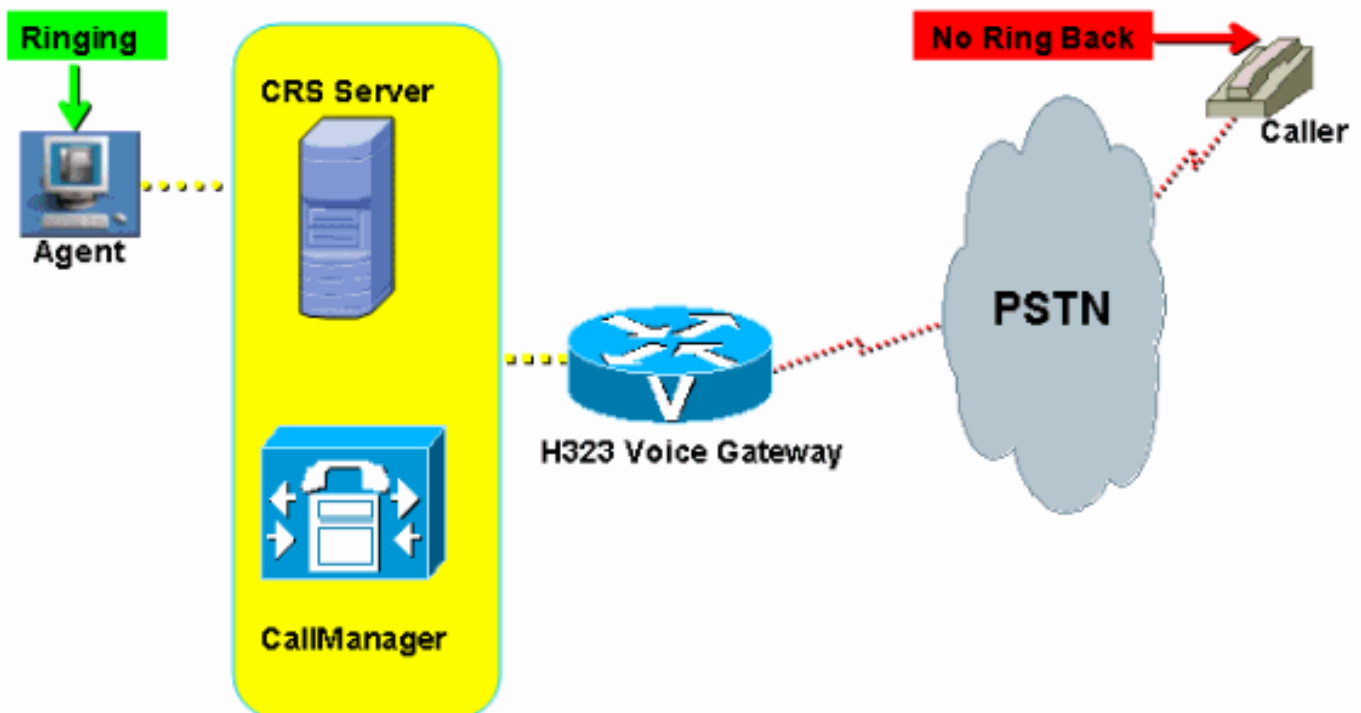 Ringing
No Ring Back
CRS Server
Caller
Agent
PSTN
V
H323 Voice Gateway
CallManager